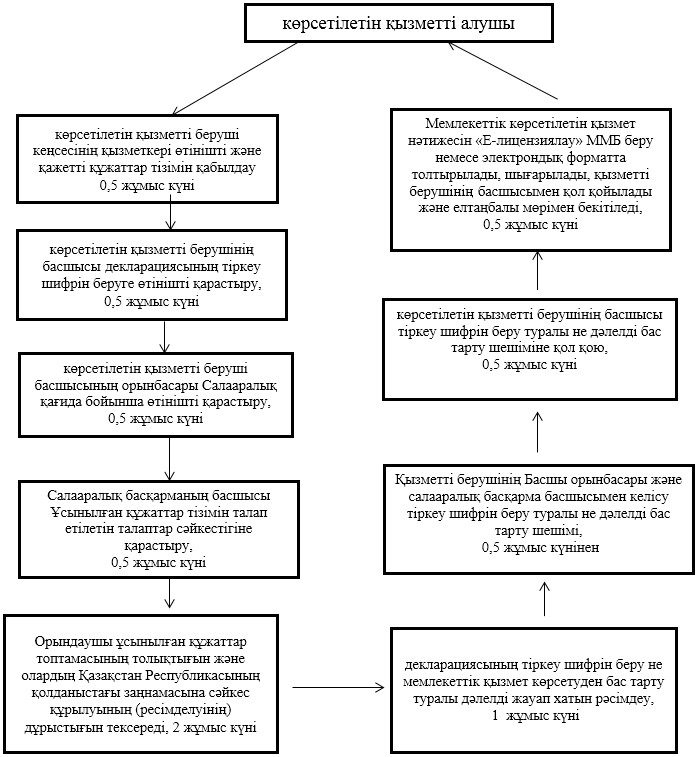 көрсетілетін қызметті алушы
көрсетілетін қызметті беруші
кеңсесінің қызметкері өтінішті және
қажетті құжаттар тізімін қабылдау
0,5 жұмыс күні
көрсетілетін қызметті берушінің
басшысы декларациясының тіркеу
шифрін беруге өтінішті қарастыру,
0,5 жұмыс күні
көрсетілетін қызметті беруші
басшысының орынбасары Салааралық
қағида бойынша өтінішті қарастыру,
0,5 жұмыс күні
Салааралық басқарманың басшысы
Ұсынылған құжаттар тізімін талап
етілетін талаптар сәйкестігіне
қарастыру,
0,5 жұмыс күні
Орындаушы ұсынылған құжаттар
топтамасының толықтығын және
олардың Қазақстан Республикасының
қолданыстағы заңнамасына сәйкес
құрылуының (ресімделуінің)
дұрыстығын тексереді, 2 жұмыс күні
декларациясының тіркеу шифрін беру не
мемлекеттік қызмет көрсетуден бас тарту
туралы дәлелді жауап хатын рәсімдеу,
1 жұмыс күні
Қызметті берушінің Басшы орынбасары және
салааралық басқарма басшысымен келісу
тіркеу шифрін беру туралы не дәлелді бас
тарту шешімі,
0,5 жұмыс күнінен
көрсетілетін қызметті берушінің басшысы
тіркеу шифрін беру туралы не дәлелді бас
тарту шешіміне қол қою,
0,5 жұмыс күні
Мемлекеттік көрсетілетін қызмет
нәтижесін «Е-лицензиялау» ММБ беру
немесе электрондық форматта
толтырылады, шығарылады, қызметті
берушінің басшысымен қол қойылады
және елтаңбалы мөрімен бекітіледі,
0,5 жұмыс күні